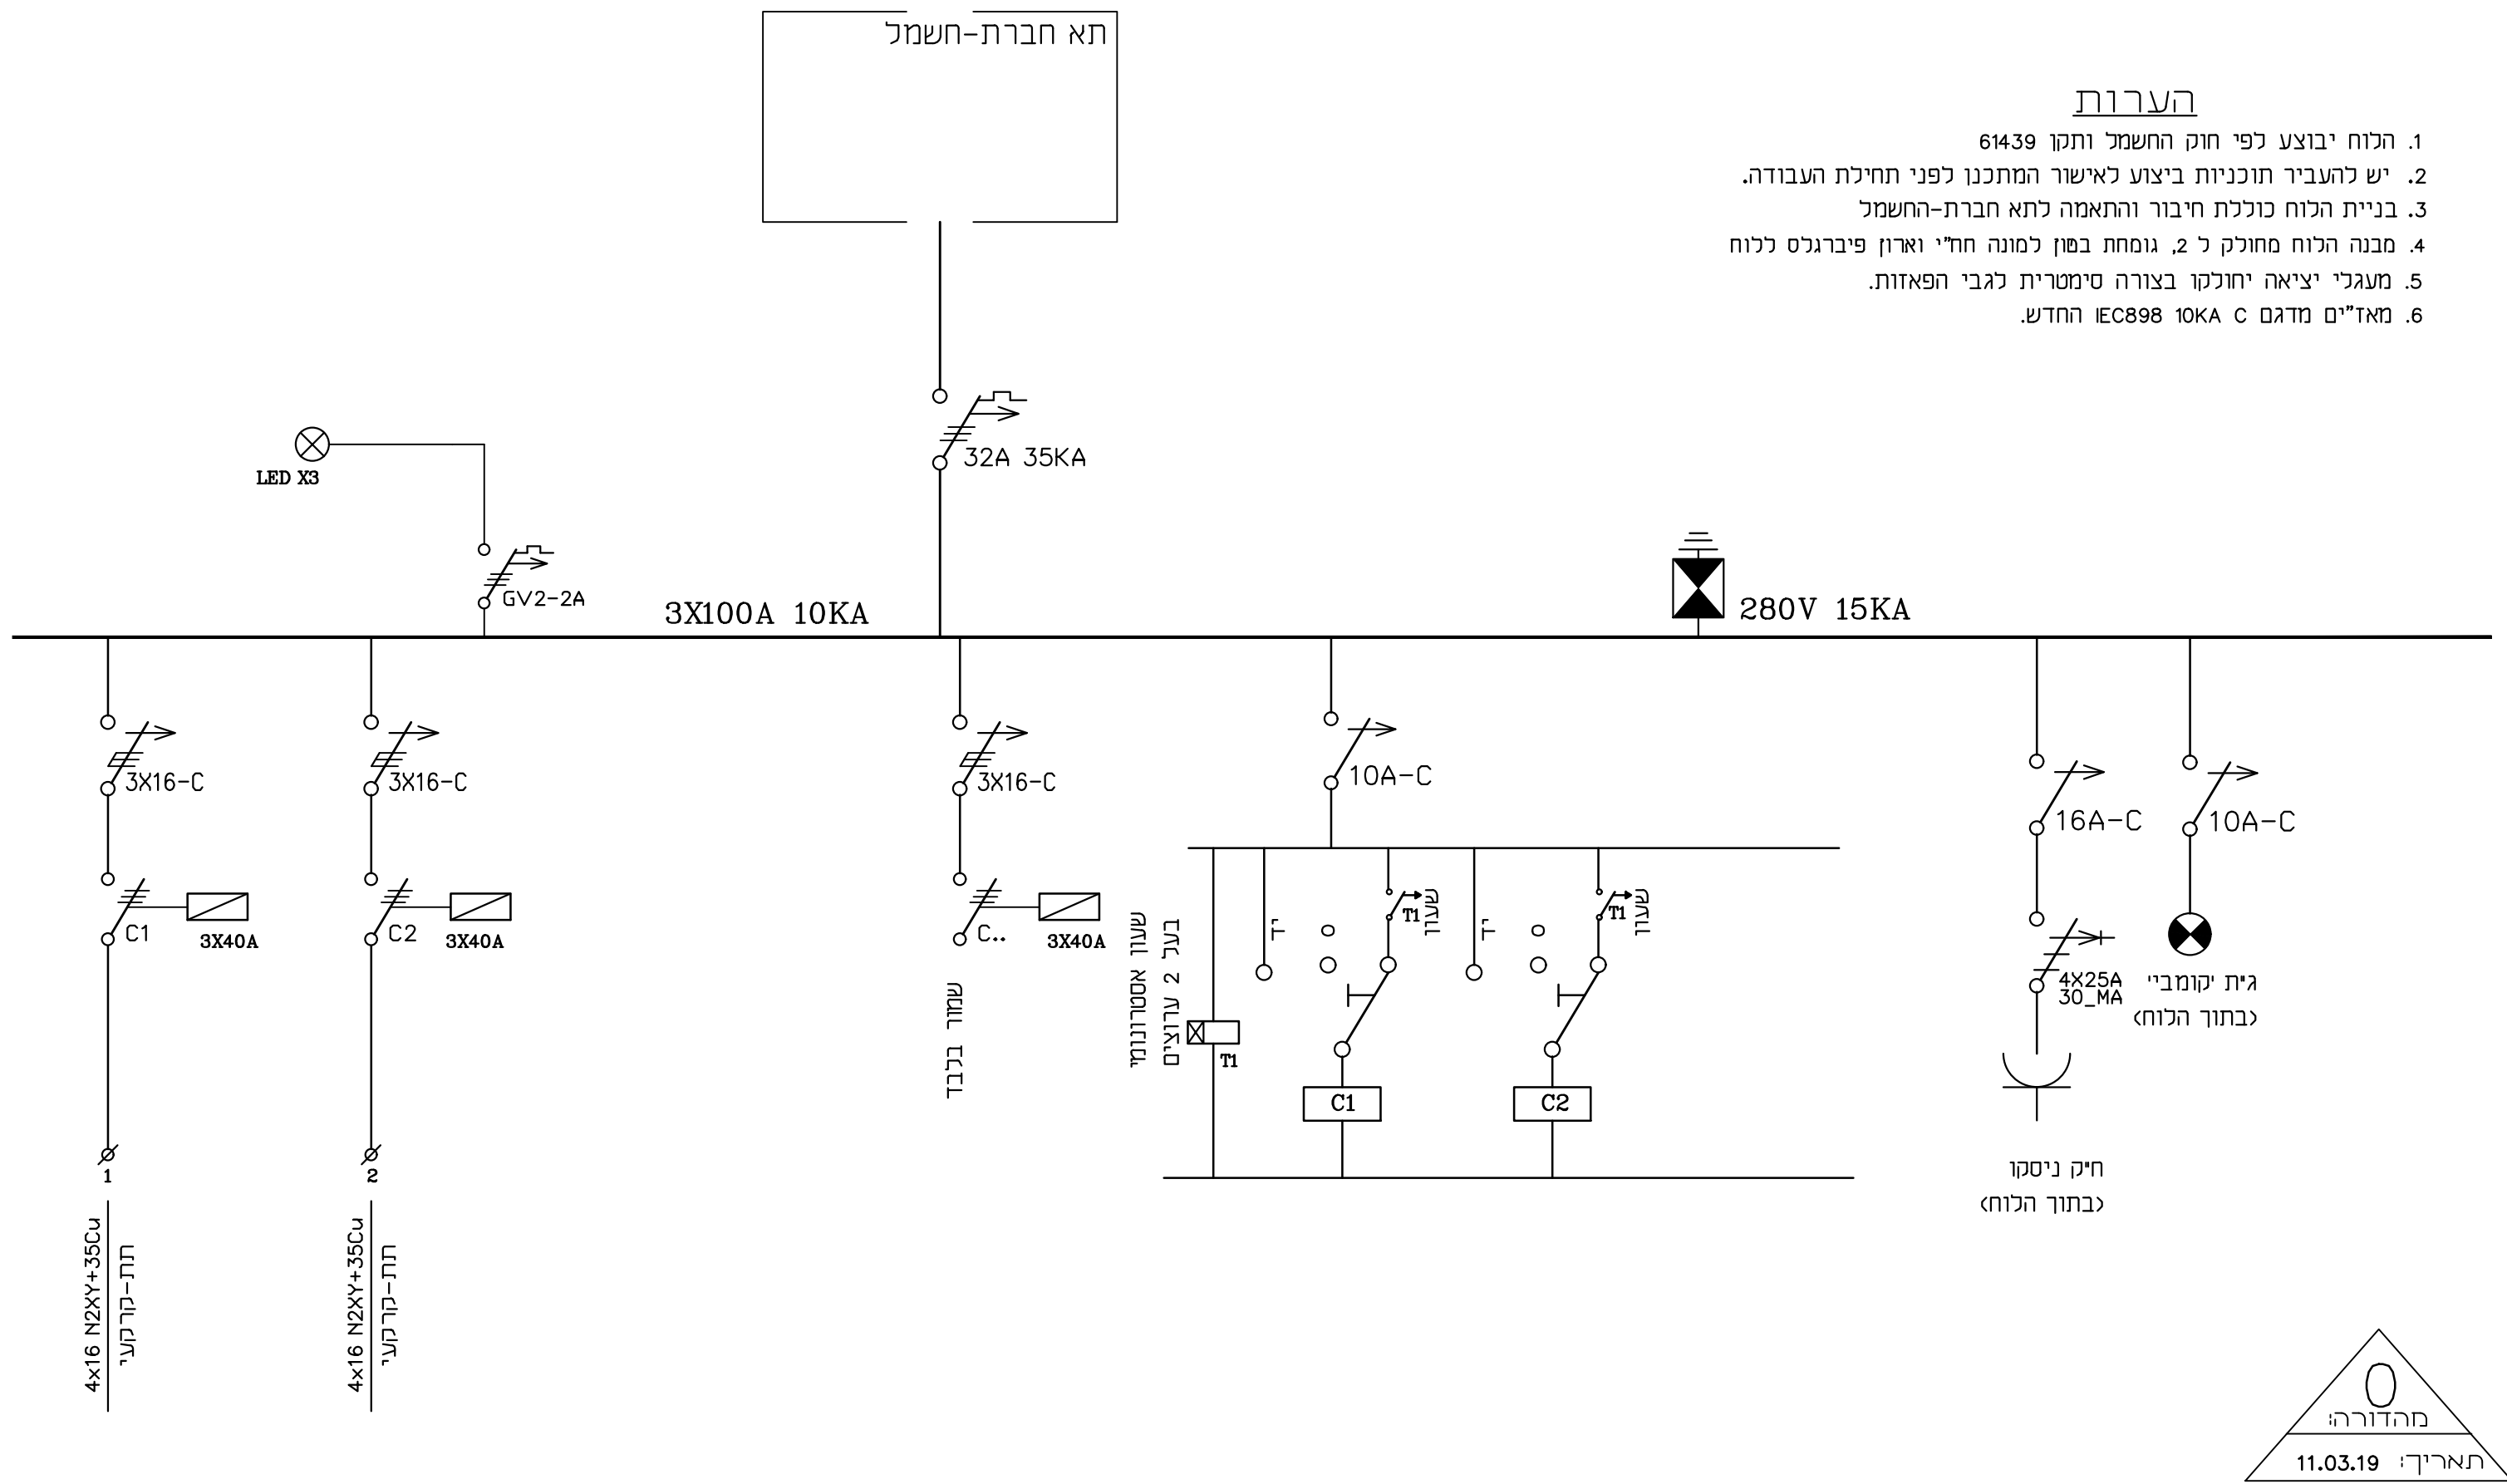 תא חברת-חשמל
הערות
1. הלוח יבוצע לפי חוק החשמל ותקן 61439
2. יש להעביר תוכניות ביצוע לאישור המתכנן לפני תחילת העבודה.
3. בניית הלוח כוללת חיבור והתאמה לתא חברת-החשמל
4. מבנה הלוח מחולק ל 2, גומחת בטון למונה חח"י וארון פיברגלס ללוח
5. מעגלי יציאה יחולקו בצורה סימטרית לגבי הפאזות.
6. מאז"ים מדגם IEC898 10KA C החדש.
32A 35KA
LED X3
GV2-2A
3X100A 10KA
280V 15KA
3X16-C
3X16-C
3X16-C
10A-C
16A-C
10A-C
C1
3X40A
C2
3X40A
C..
3X40A
שמור בלבד
שעון אסטרונומי
בעל 2 ערוצים
T1
יד
0
T1
שעון
יד
0
T1
שעון
C1
C2
4X25A
30_MA
ג"ת יקומבי"
(בתוך הלוח)
ח"ק ניסקו
(בתוך הלוח)
1
4x16 N2XY+35Cu
תת-קרקעי
2
4x16 N2XY+35Cu
תת-קרקעי
0
מהדורה:
תאריך: 11.03.19